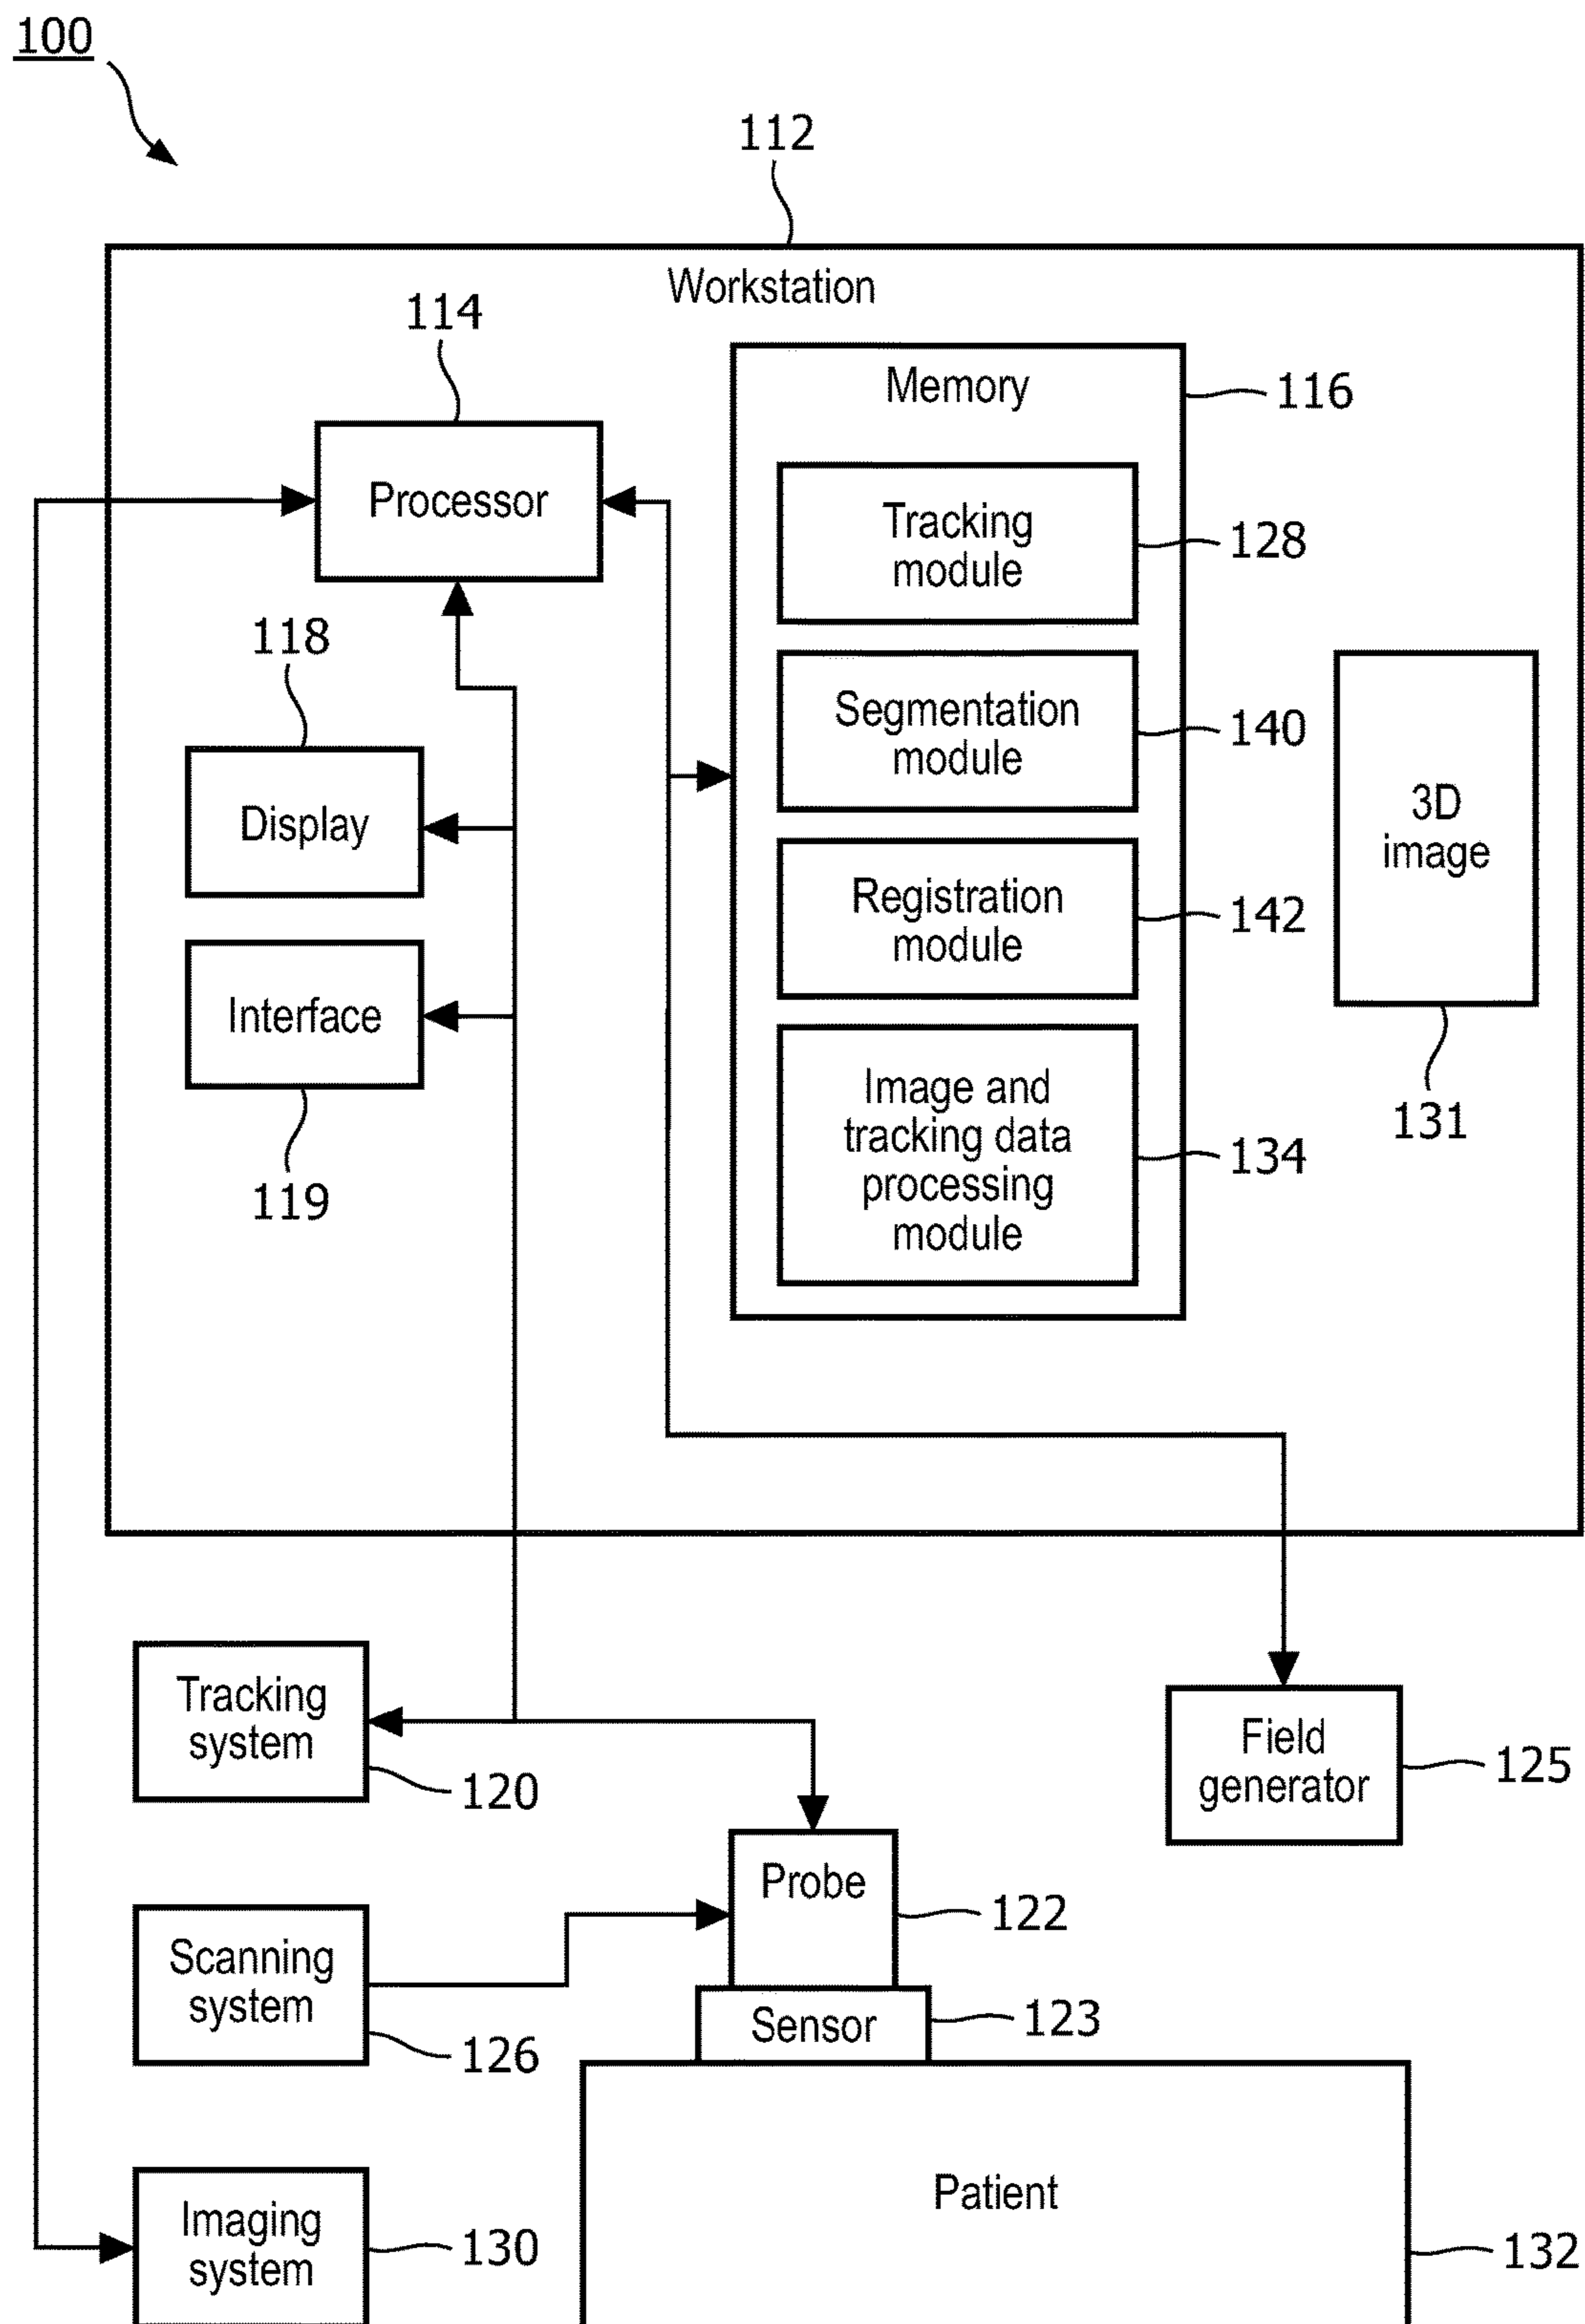 100
112
Workstation
114
Memory
116
Processor
Tracking
module
128
118
Segmentation
module
140
Display
3D
image
Registration
module
142
Interface
Image and
tracking data
processing
module
131
134
119
Tracking
system
120
Field
generator
125
Probe
122
Scanning
system
126
Sensor
123
Patient
Imaging
system
130
132